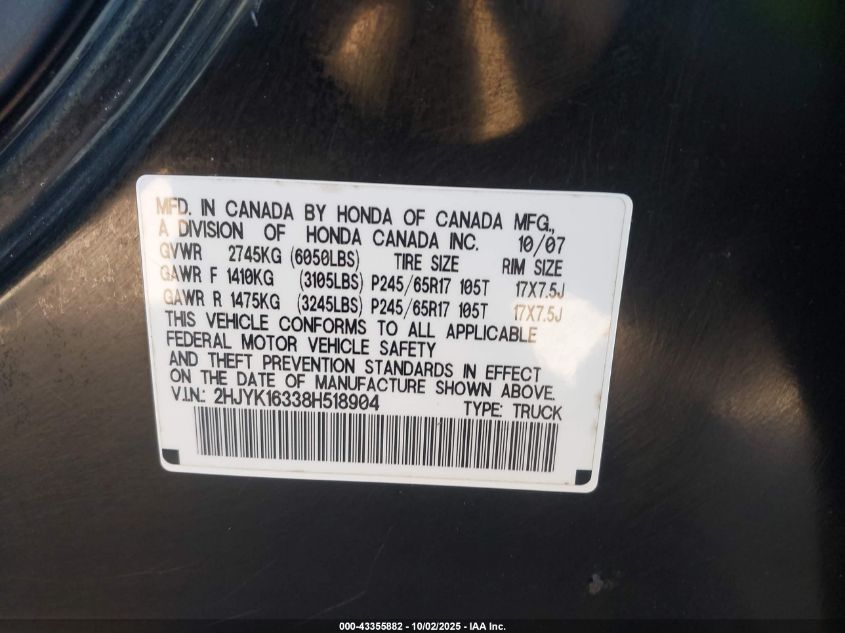 MFD. IN CANADA BY HONDA OF CANADA MFG.,
A DIVISION OF HONDA CANADA INC. 10/07
GVWR 2745KG (6050LBS) TIRE SIZE RIM SIZE
GAWR F 1410KG (3105LBS) P245/65R17 105T 17X7.5J
GAWR R 1475KG (3245LBS) P245/65R17 105T 17X7.5J
THIS VEHICLE CONFORMS TO ALL APPLICABLE
FEDERAL MOTOR VEHICLE SAFETY
AND THEFT PREVENTION STANDARDS IN EFFECT
ON THE DATE OF MANUFACTURE SHOWN ABOVE.
V.I.N.: 2HJYK16338H518904 TYPE: TRUCK
000-43355882 - 10/02/2025 - IAA Inc.